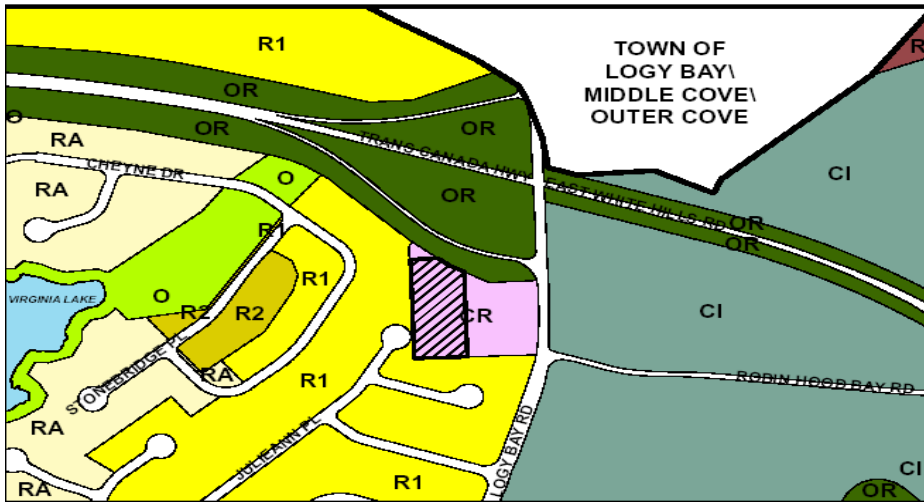 R1
TOWN OF
LOGY BAY\
MIDDLE COVE\
OUTER COVE
R
OR
O
OR
OR
RA
TRANS CANADA HWY
CHEYNE DR
CI
O
RA
OR
EAST WHITE HILLS RD
OR
OR
R1
R1
VIRGINIA LAKE
O
R2
R2
CR
CI
STONEBRIDGE PL
RA
R1
ROBIN HOOD BAY RD
RA
JULIEANN PL
LOGY BAY RD
CI
RA
R1
OR